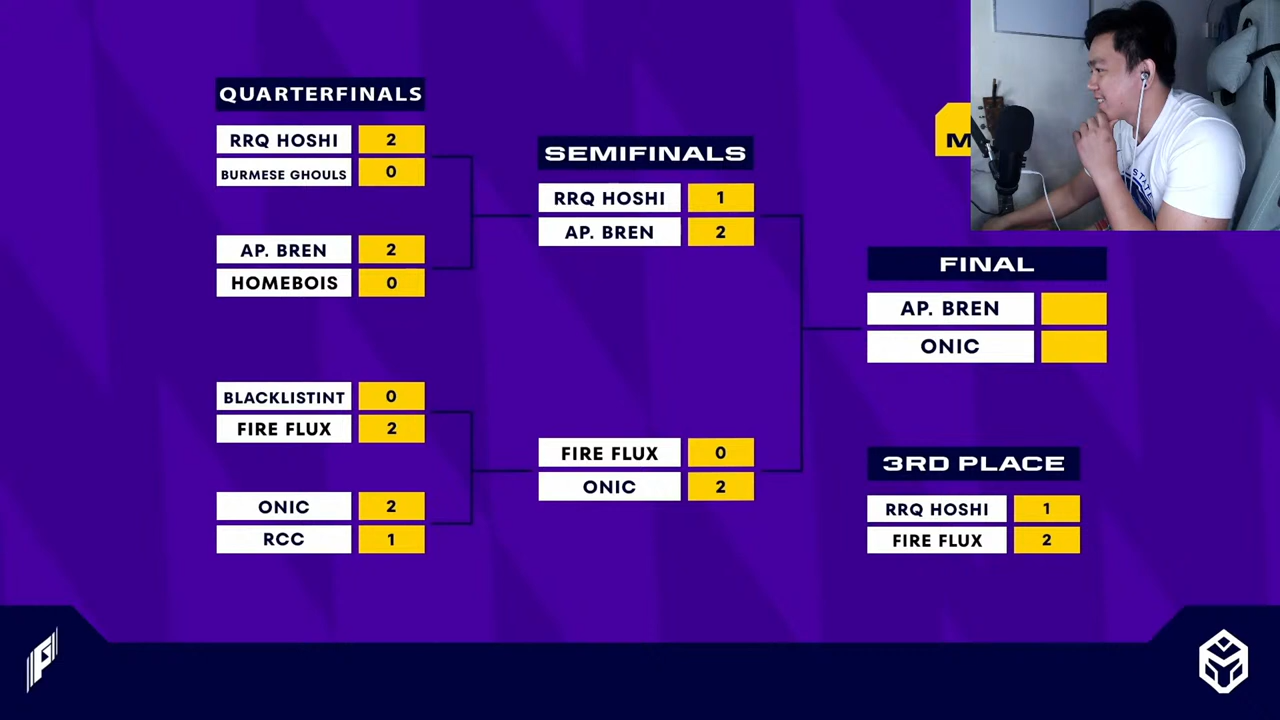 QUARTERFINALS
RRQ HOSHI 2
BURMESE GHOULS 0
AP. BREN 2
HOMEBOIS 0
BLACKLISTINT 0
FIRE FLUX 2
ONIC 2
RCC 1
SEMIFINALS
RRQ HOSHI 1
AP. BREN 2
FIRE FLUX 0
ONIC 2
M
STATE
FINAL
AP. BREN
ONIC
3RD PLACE
RRQ HOSHI 1
FIRE FLUX 2